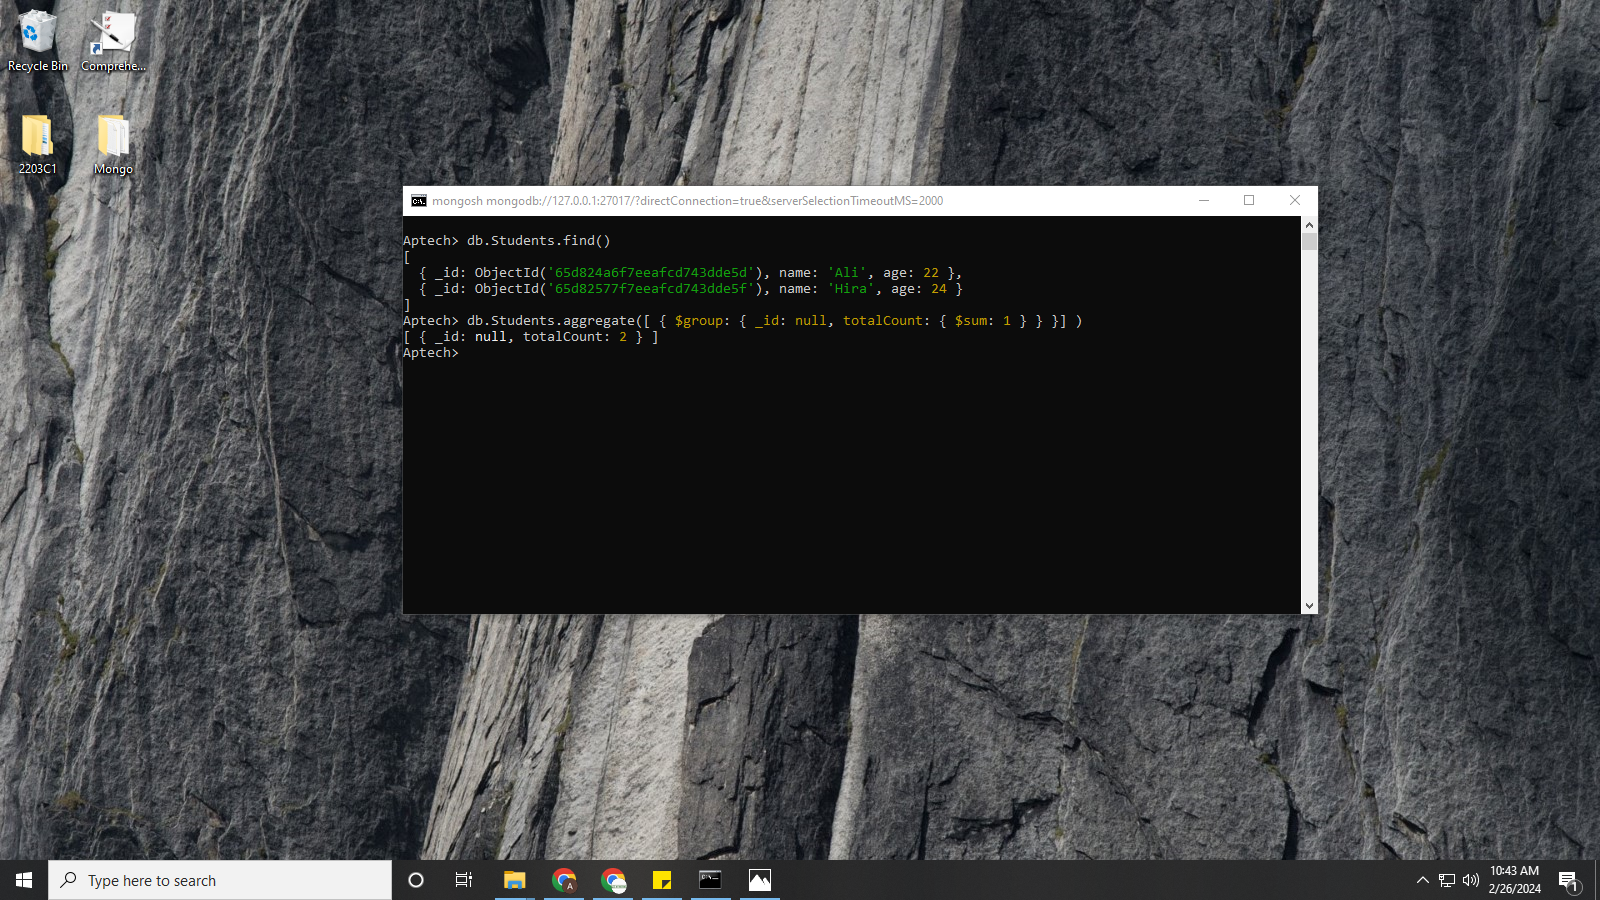 Recycle Bin
Comprehe...
2203C1
Mongo
mongosh mongodb://127.0.0.1:27017/?directConnection=true&serverSelectionTimeoutMS=2000
Aptech> db.Students.find()
[
  { _id: ObjectId('65d824a6f7eeafcd743dde5d'), name: 'Ali', age: 22 },
  { _id: ObjectId('65d82577f7eeafcd743dde5f'), name: 'Hira', age: 24 }
]
Aptech> db.Students.aggregate([ { $group: { _id: null, totalCount: { $sum: 1 } } }] )
[ { _id: null, totalCount: 2 } ]
Aptech>
Type here to search
A
10:43 AM
2/26/2024
1